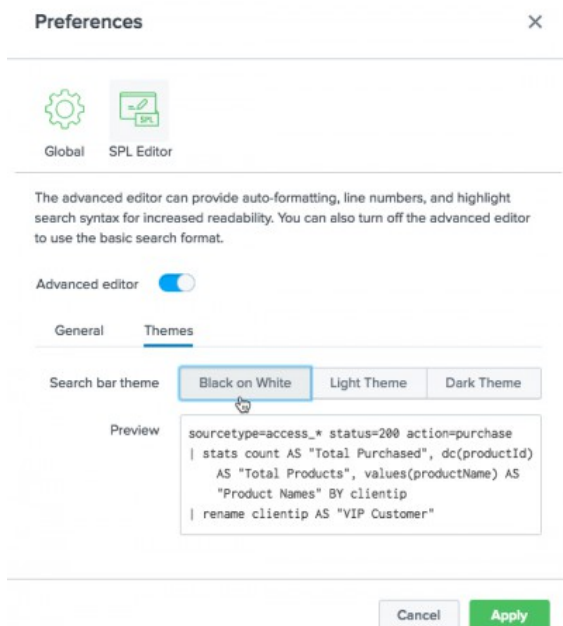 Preferences
SPL
Global
SPL Editor
The advanced editor can provide auto-formatting, line numbers, and highlight
search syntax for increased readability. You can also turn off the advanced editor
to use the basic search format.
Advanced editor
General
Themes
Search bar theme
Black on White
Light Theme
Dark Theme
Preview
sourcetype=access_* status=200 action=purchase
| stats count AS "Total Purchased", dc(productId)
AS "Total Products", values(productName) AS
"Product Names" BY clientip
| rename clientip AS "VIP Customer"
Cancel
Apply